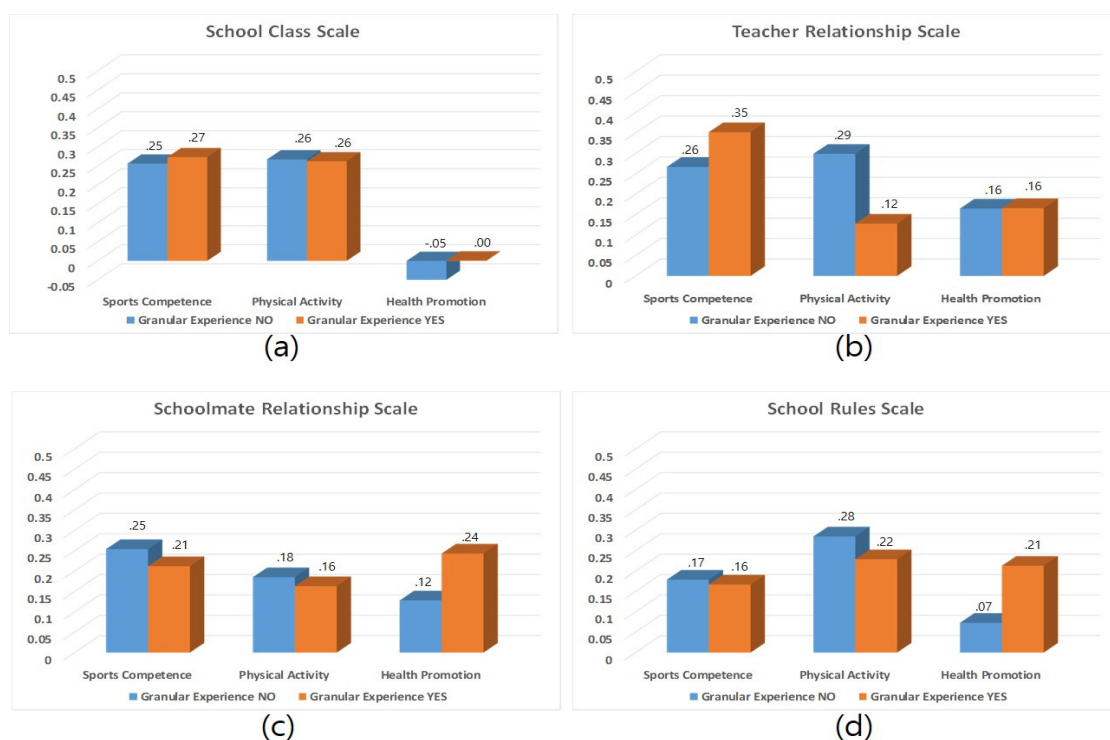 School Class Scale
0.5
0.45
0.4
0.35
0.3
0.25
0.2
0.15
0.1
0.05
0
-0.05
.25
.27
.26
.26
-.05
.00
Sports Competence
Physical Activity
Health Promotion
Granular Experience NO
Granular Experience YES
(a)
Teacher Relationship Scale
0.5
0.45
0.4
0.35
0.3
0.25
0.2
0.15
0.1
0.05
0
.26
.35
.29
.12
.16
.16
Sports Competence
Physical Activity
Health Promotion
Granular Experience NO
Granular Experience YES
(b)
Schoolmate Relationship Scale
0.5
0.45
0.4
0.35
0.3
0.25
0.2
0.15
0.1
0.05
0
.25
.21
.18
.16
.12
.24
Sports Competence
Physical Activity
Health Promotion
Granular Experience NO
Granular Experience YES
(c)
School Rules Scale
0.5
0.45
0.4
0.35
0.3
0.25
0.2
0.15
0.1
0.05
0
.17
.16
.28
.22
.07
.21
Sports Competence
Physical Activity
Health Promotion
Granular Experience NO
Granular Experience YES
(d)